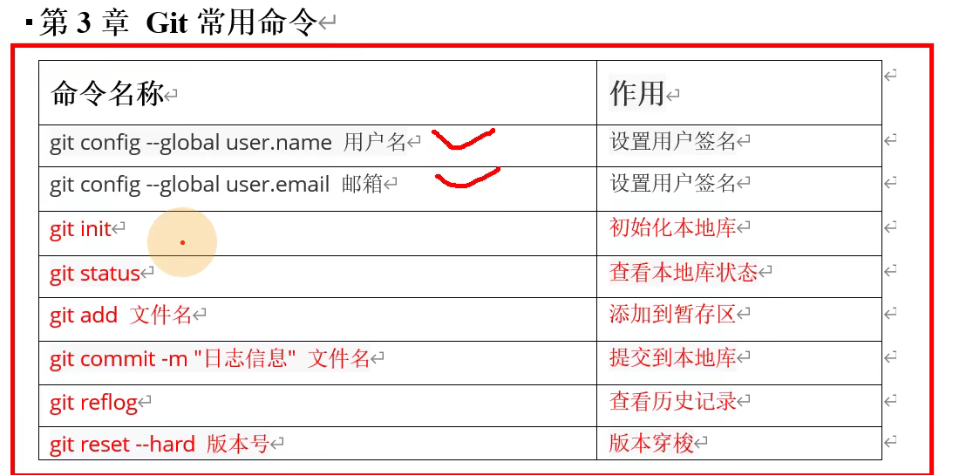 第 3 章 Git 常用命令
命令名称 作用
git config --global user.name 用户名 设置用户签名
git config --global user.email 邮箱 设置用户签名
git init 初始化本地库
git status 查看本地库状态
git add 文件名 添加到暂存区
git commit -m "日志信息" 文件名 提交到本地库
git reflog 查看历史记录
git reset --hard 版本号 版本穿梭